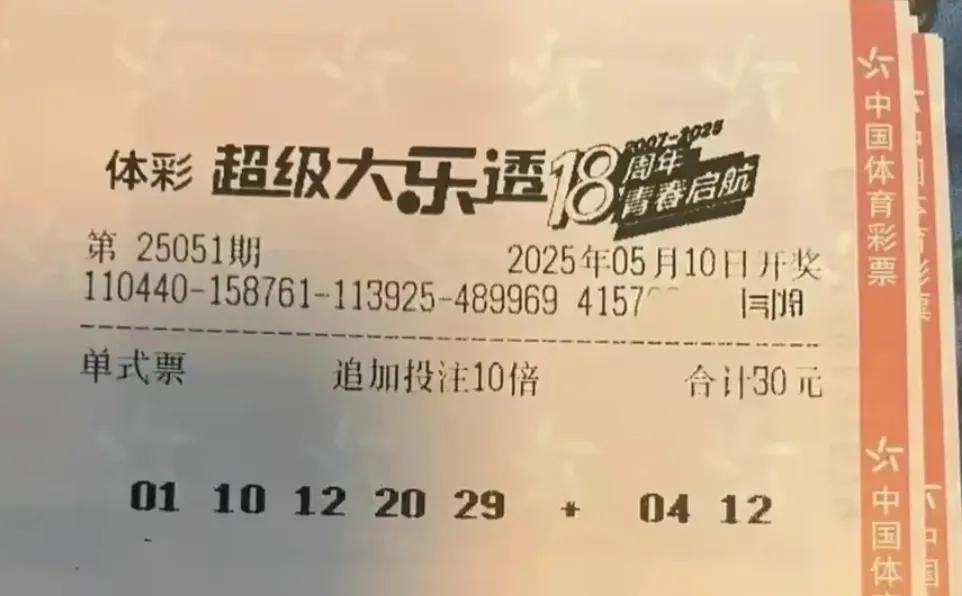 体彩 超级大乐透 18 2007-2025 周年 青春启航
第 25051期 2025年05月10日开奖
110440-158761-113925-489969 4157
单式票 追加投注10倍 合计30元
01 10 12 20 29 * 04 12
中国体育彩票
中国体